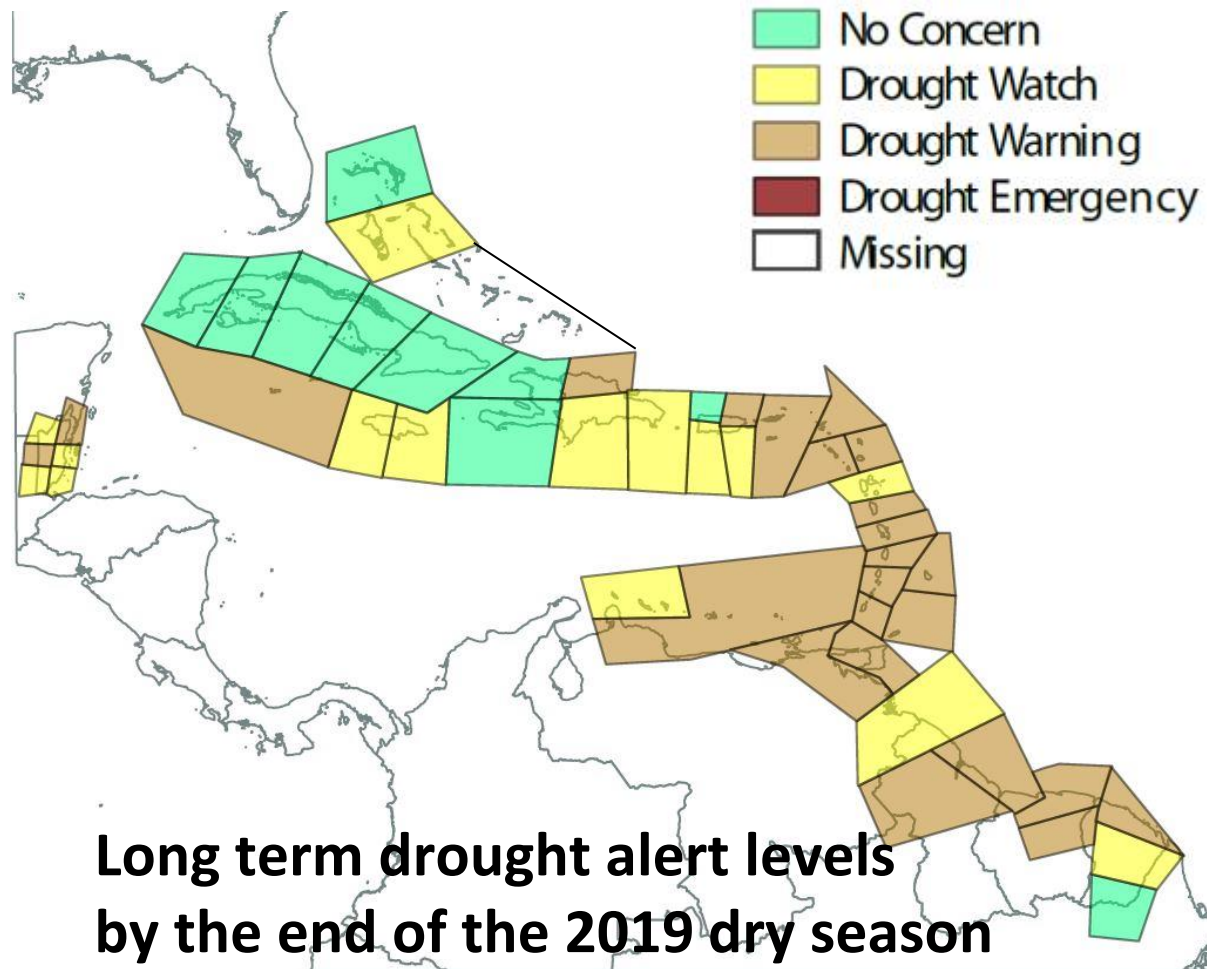 No Concern
Drought Watch
Drought Warning
Drought Emergency
Missing
Long term drought alert levels
by the end of the 2019 dry season